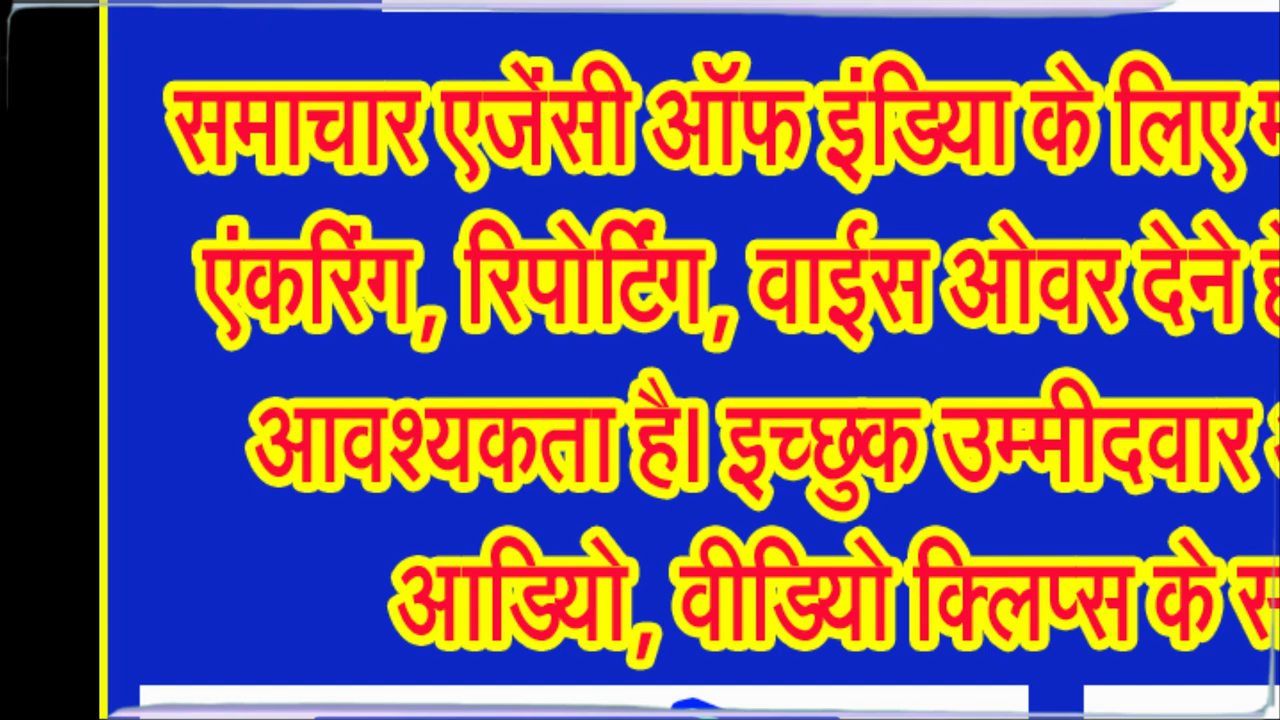 समाचार एजेंसी ऑफ इंडिया के लिए
एंकरिंग, रिपोर्टिंग, वाईस ओवर देने
आवश्यकता है। इच्छुक उम्मीदवार
आडियो, वीडियो क्लिप्स के